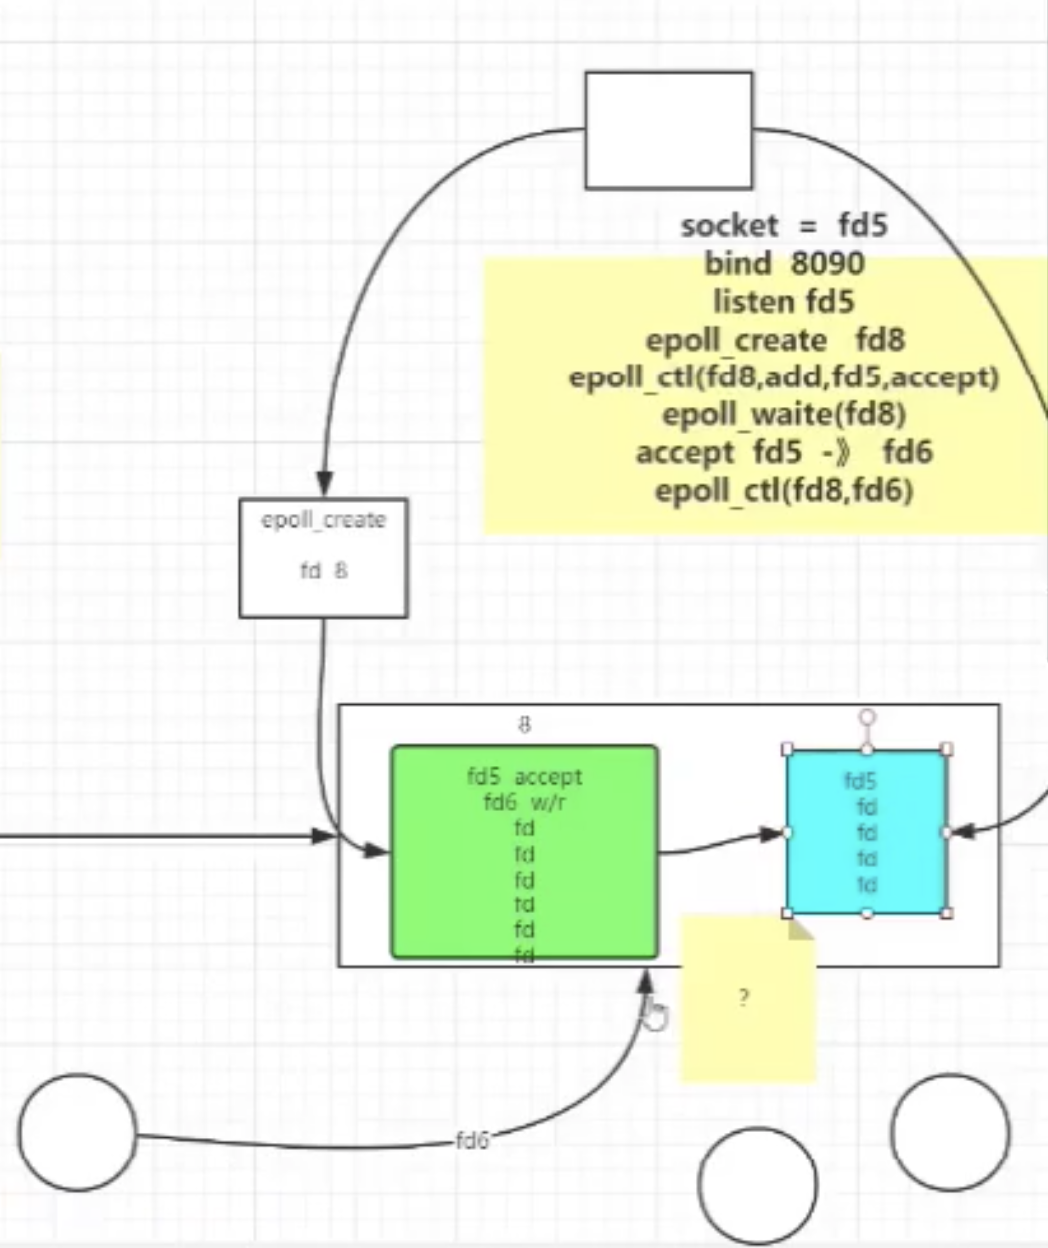 socket = fd5
bind 8090
listen fd5
epoll_create fd8
epoll_ctl(fd8,add,fd5,accept)
epoll_waite(fd8)
accept fd5 -》 fd6
epoll_ctl(fd8,fd6)
epoll_create
fd 8
8
fd5 accept
fd6 w/r
fd
fd
fd
fd
fd
fd
fd5
fd
fd
fd
fd
?
fd6